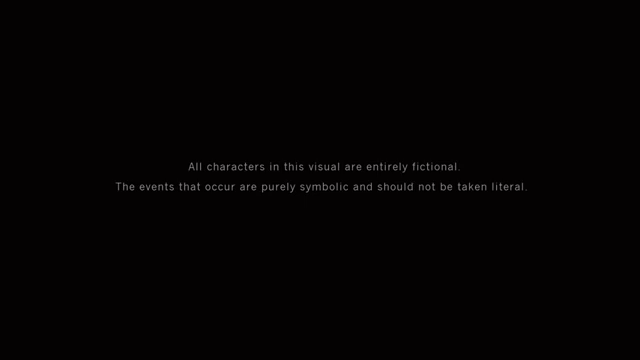 All characters in this visual are entirely fictional.
The events that occur are purely symbolic and should not be taken literal.